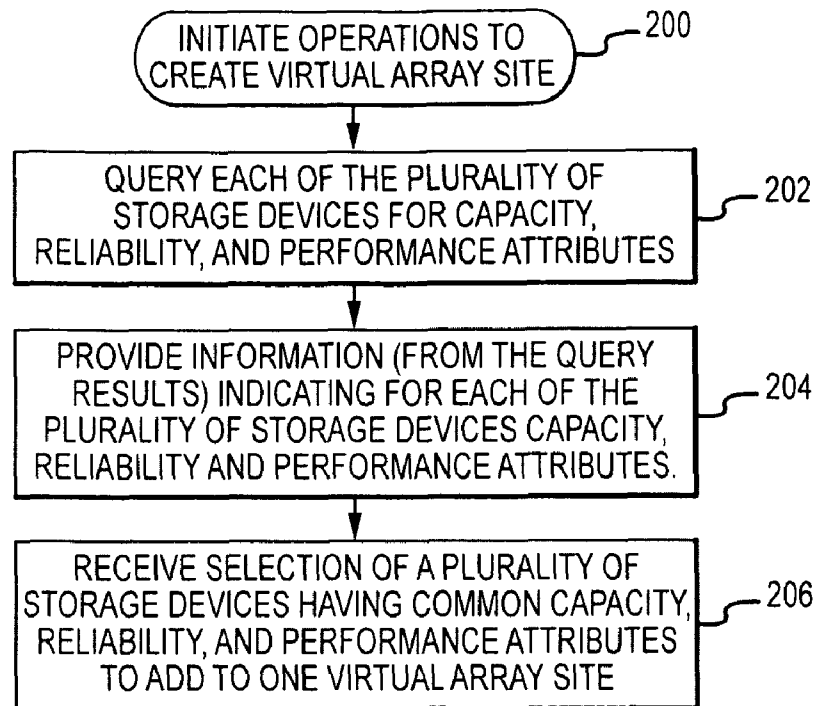 INITIATE OPERATIONS TO
CREATE VIRTUAL ARRAY SITE
200
QUERY EACH OF THE PLURALITY OF
STORAGE DEVICES FOR CAPACITY,
RELIABILITY, AND PERFORMANCE ATTRIBUTES
202
PROVIDE INFORMATION (FROM THE QUERY
RESULTS) INDICATING FOR EACH OF THE
PLURALITY OF STORAGE DEVICES CAPACITY,
RELIABILITY AND PERFORMANCE ATTRIBUTES.
204
RECEIVE SELECTION OF A PLURALITY OF
STORAGE DEVICES HAVING COMMON CAPACITY,
RELIABILITY, AND PERFORMANCE ATTRIBUTES
TO ADD TO ONE VIRTUAL ARRAY SITE
206